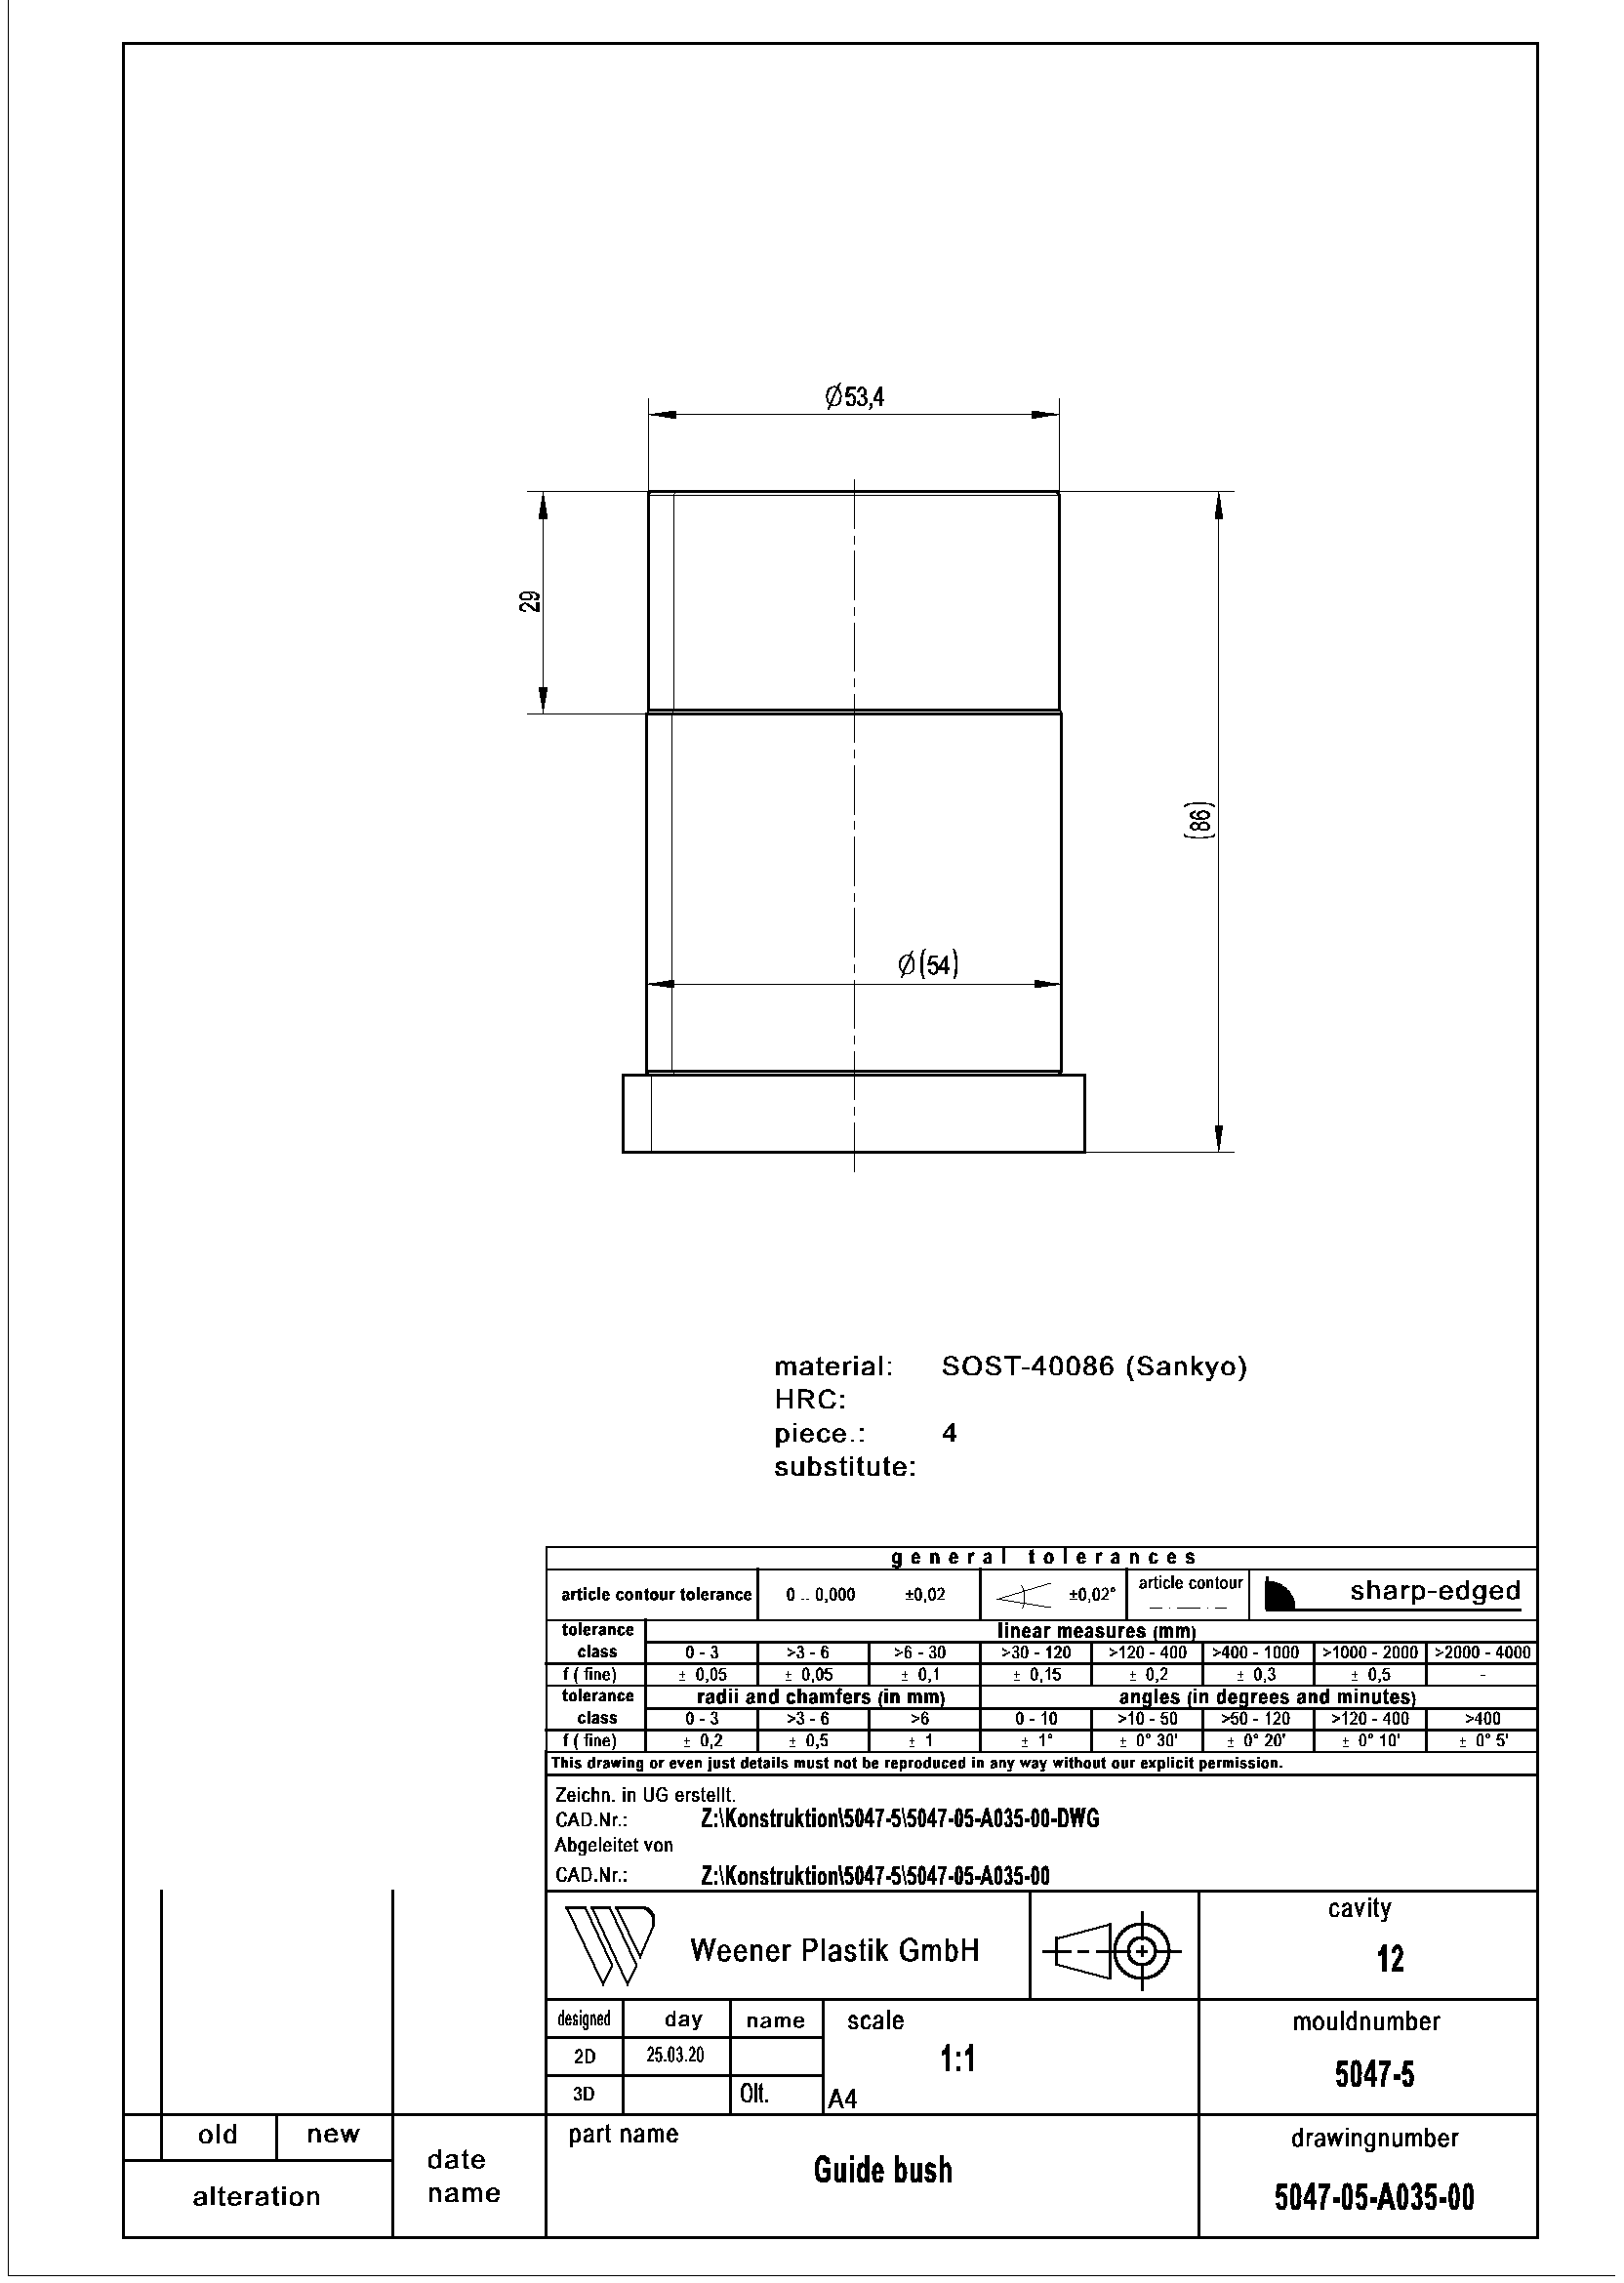 Ø53,4
29
(86)
Ø(54)
material: SOST-40086 (Sankyo)
HRC:
piece.: 4
substitute:
general tolerances
article contour tolerance 0 .. 0,000 ±0,02 ±0,02° article contour sharp-edged
tolerance class linear measures (mm)
0 - 3 >3 - 6 >6 - 30 >30 - 120 >120 - 400 >400 - 1000 >1000 - 2000 >2000 - 4000
f ( fine) ± 0,05 ± 0,05 ± 0,1 ± 0,15 ± 0,2 ± 0,3 ± 0,5 -
tolerance class radii and chamfers (in mm) angles (in degrees and minutes)
0 - 3 >3 - 6 >6 0 - 10 >10 - 50 >50 - 120 >120 - 400 >400
f ( fine) ± 0,2 ± 0,5 ± 1 ± 1° ± 0° 30' ± 0° 20' ± 0° 10' ± 0° 5'
This drawing or even just details must not be reproduced in any way without our explicit permission.
Zeichn. in UG erstellt.
CAD.Nr.: Z:\Konstruktion\5047-5\5047-05-A035-00-DWG
Abgeleitet von
CAD.Nr.: Z:\Konstruktion\5047-5\5047-05-A035-00
Weener Plastik GmbH
cavity
12
designed day name scale
2D 25.03.20
1:1
3D Olt. A4
mouldnumber
5047-5
old new
alteration
date
name
part name
Guide bush
drawingnumber
5047-05-A035-00